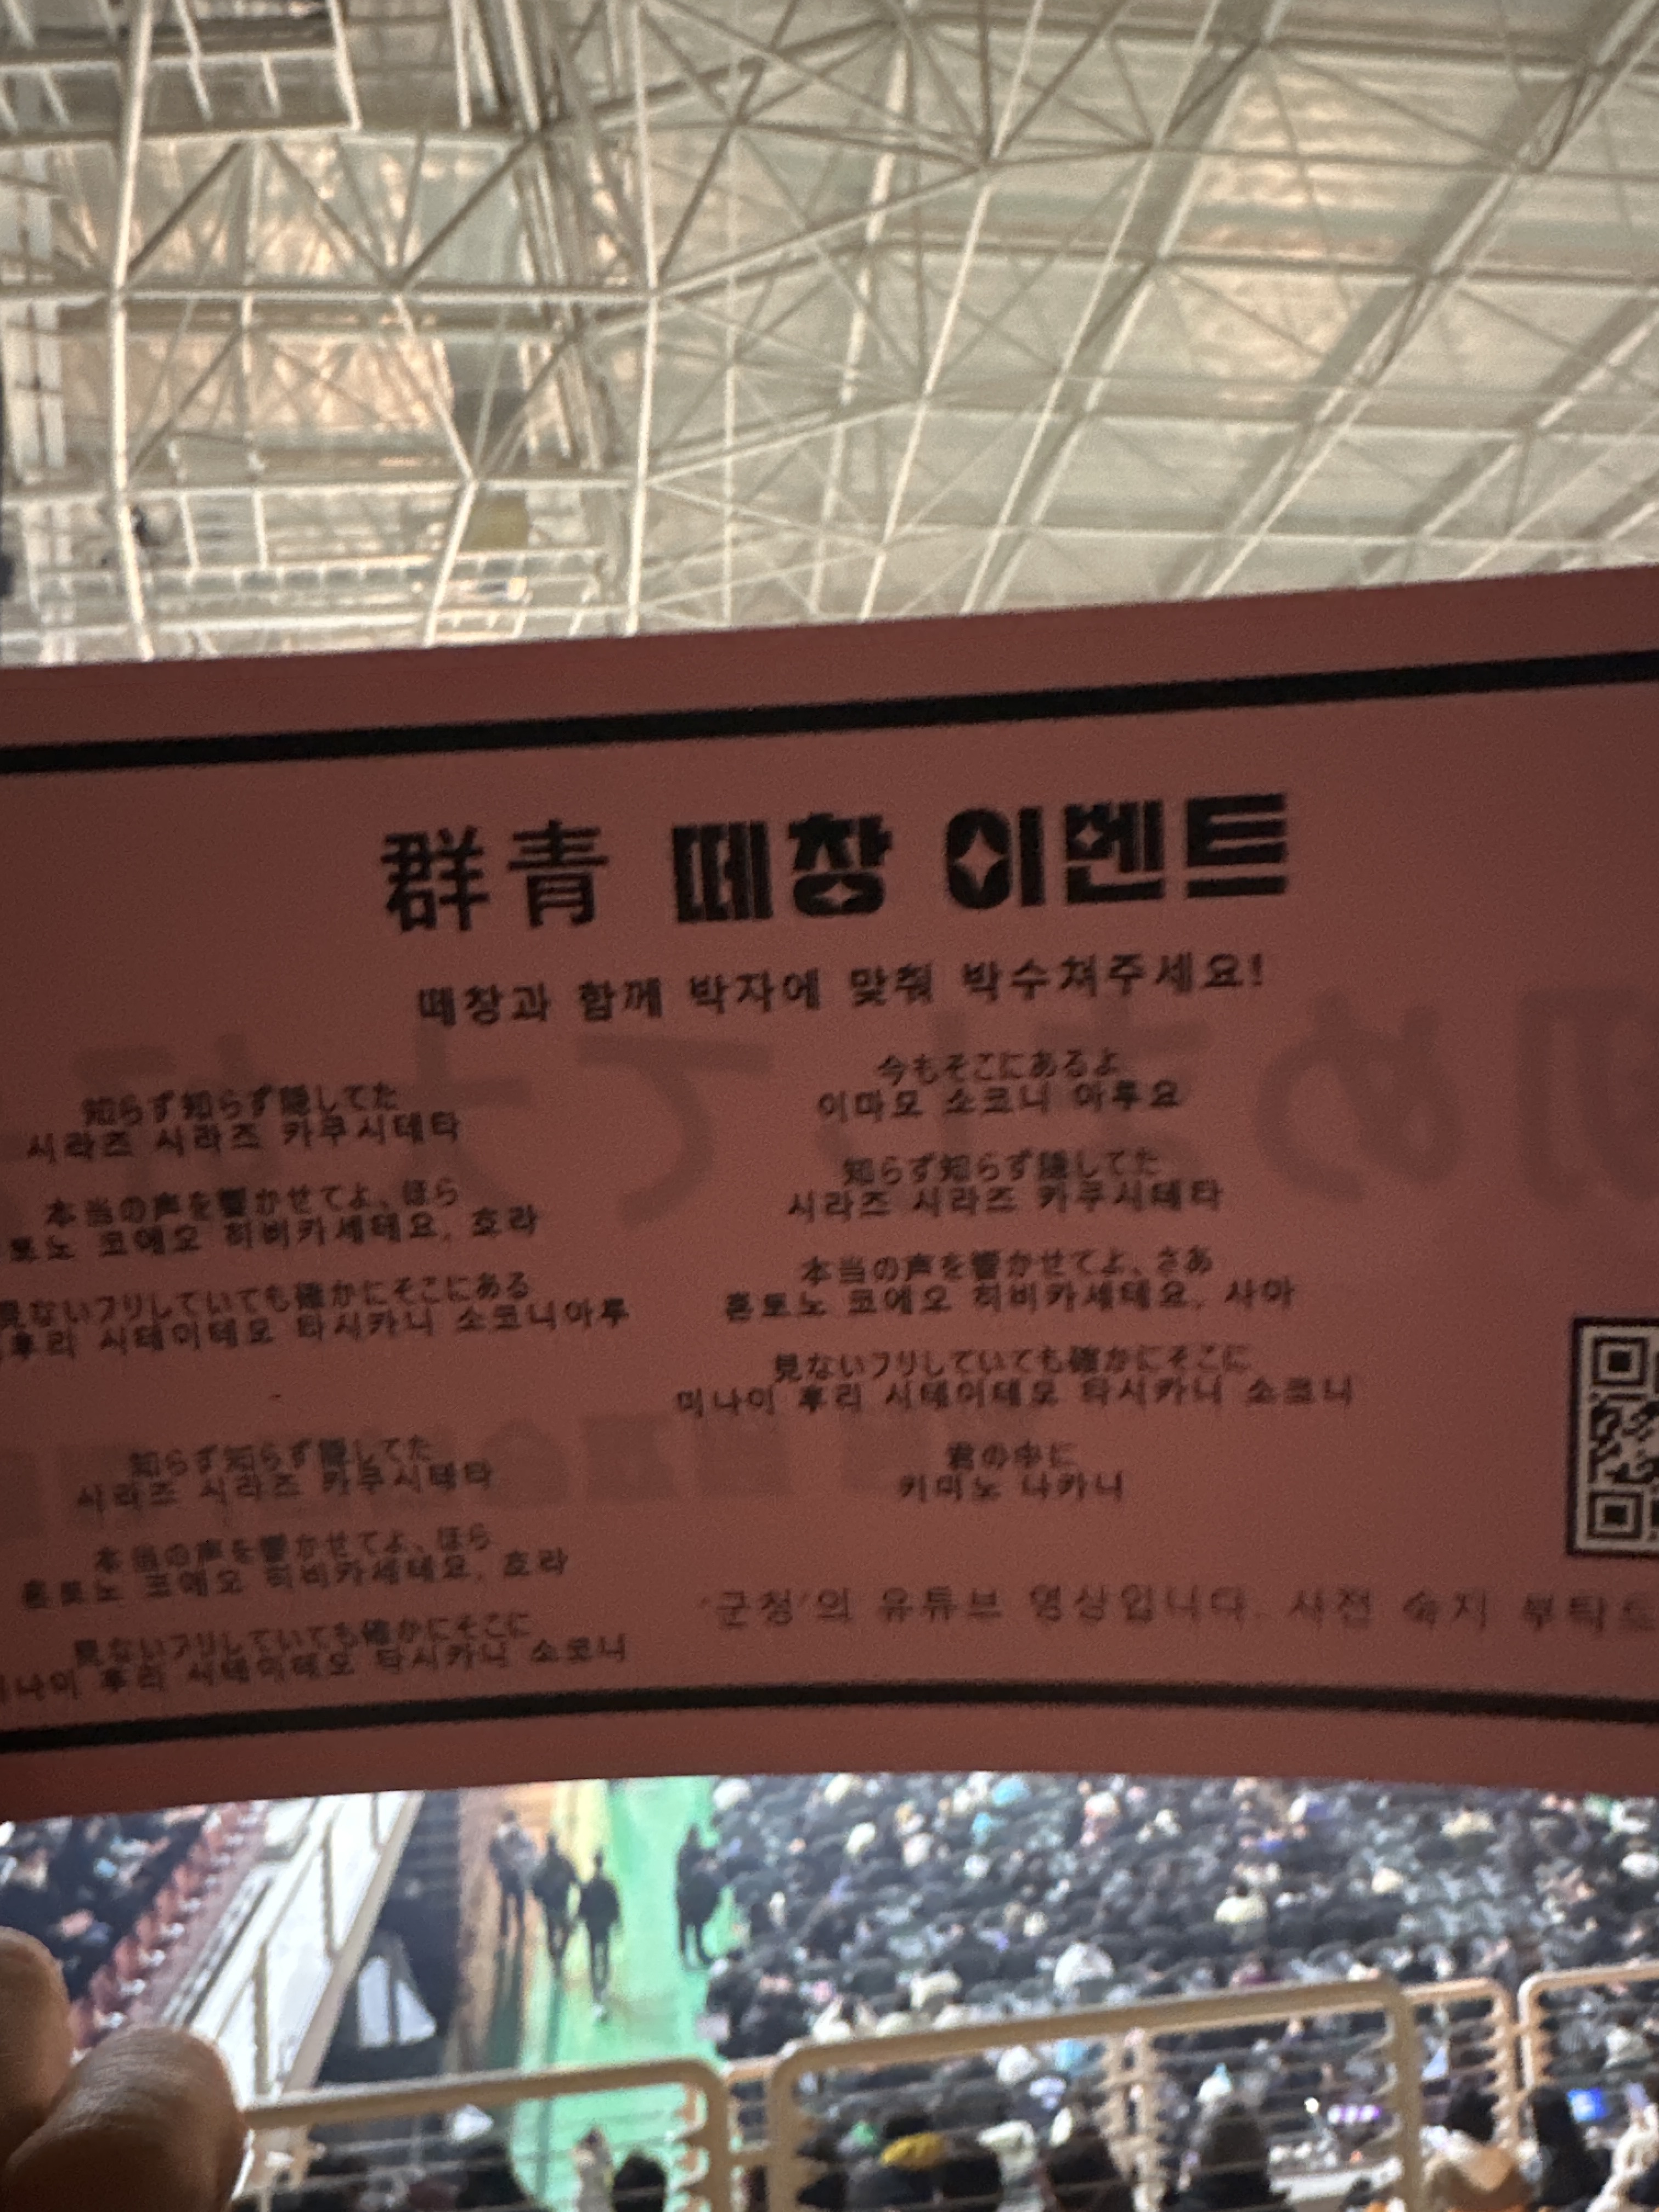 群青 떼창 이벤트
떼창과 함께 박자에 맞춰 박수쳐주세요!
知らず知らず隠してた
시라즈 시라즈 카쿠시테타
本当の声を響かせてよ、ほら
토노 코에오 히비카세테요, 호라
見ないフリしていても確かにそこにある
후리 시테이테모 타시카니 소코니아루
知らず知らず隠してた
시라즈 시라즈 카쿠시테타
本当の声を響かせてよ、ほら
혼토노 코에오 히비카세테요, 호라
見ないフリしていても確かにそこに
미나이 후리 시테이테모 타시카니 소코니
今もそこにあるよ
이마모 소코니 아루요
知らず知らず隠してた
시라즈 시라즈 카쿠시테타
本当の声を響かせてよ、さあ
혼토노 코에오 히비카세테요, 사아
見ないフリしていても確かにそこに
미나이 후리 시테이테모 타시카니 소코니
君の中に
키미노 나카니
'군청'의 유튜브 영상입니다. 사전 숙지 부탁드